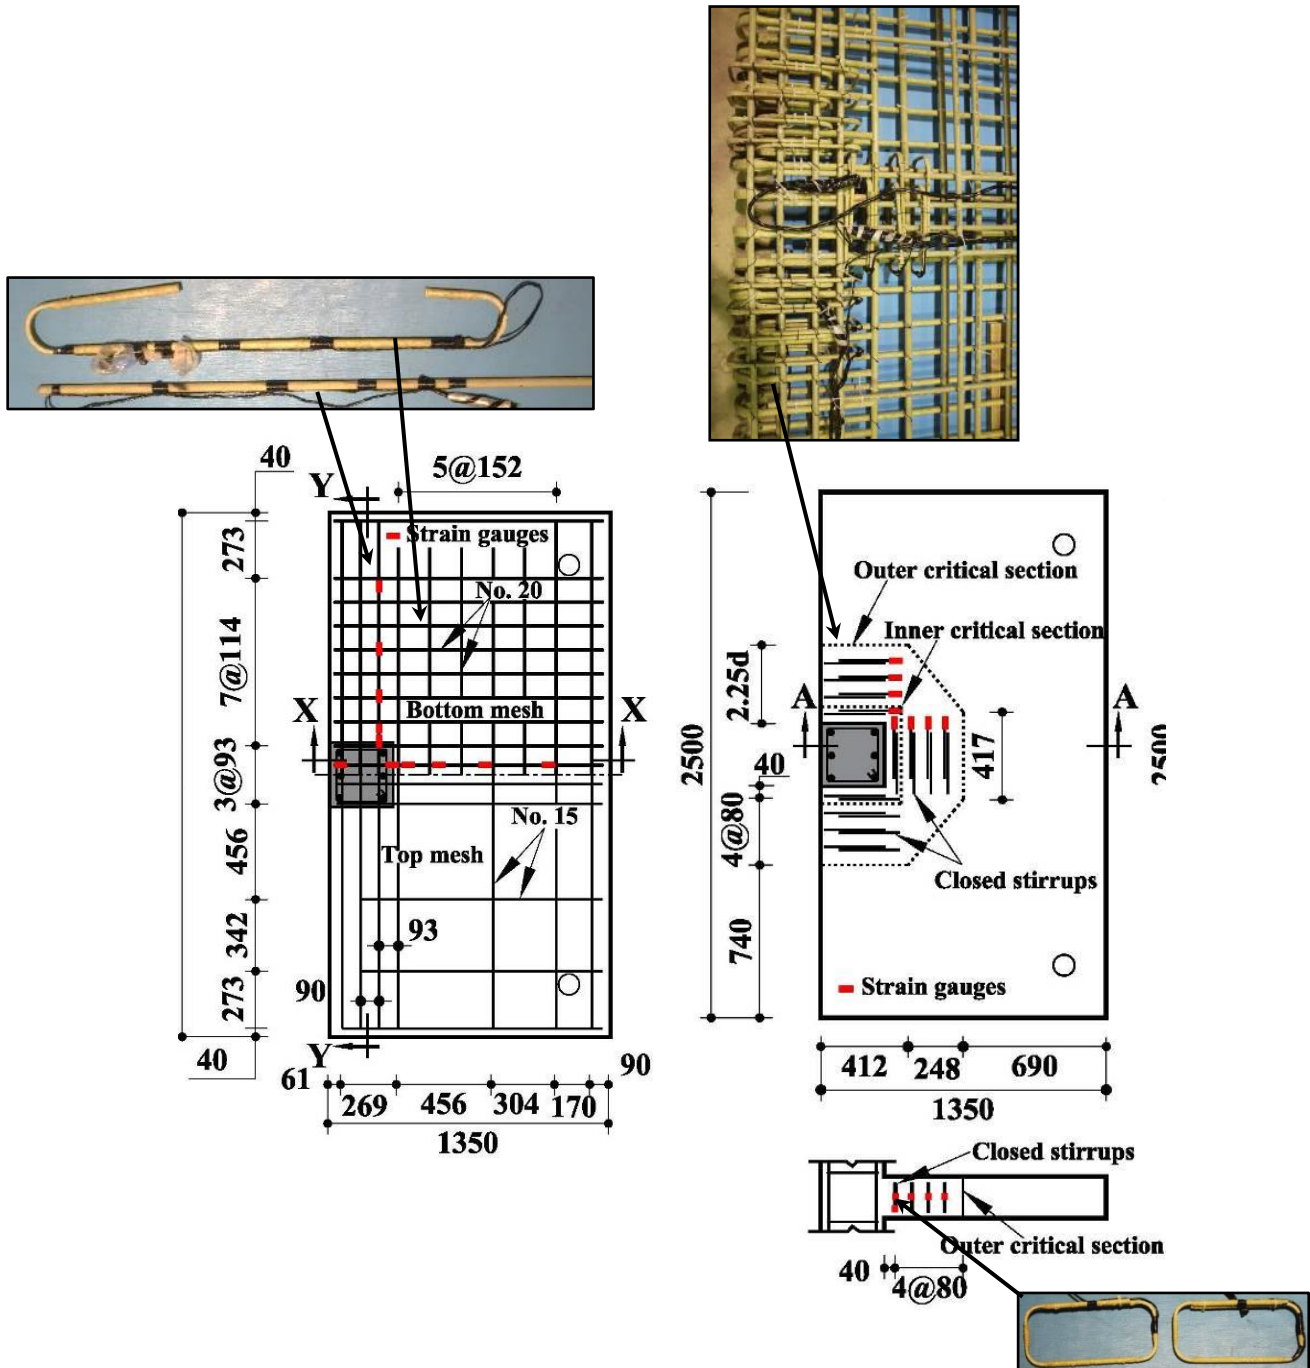 40
5@152
Y
Strain gauges
273
No. 20
7@114
X
X
Bottom mesh
3@93
No. 15
456
Top mesh
342
93
273
90
40
Y
61
90
269
456
304
170
1350
Outer critical section
Inner critical section
2.25d
A
A
2500
417
2500
40
4@80
Closed stirrups
740
Strain gauges
412
248
690
1350
Closed stirrups
Outer critical section
40
4@80